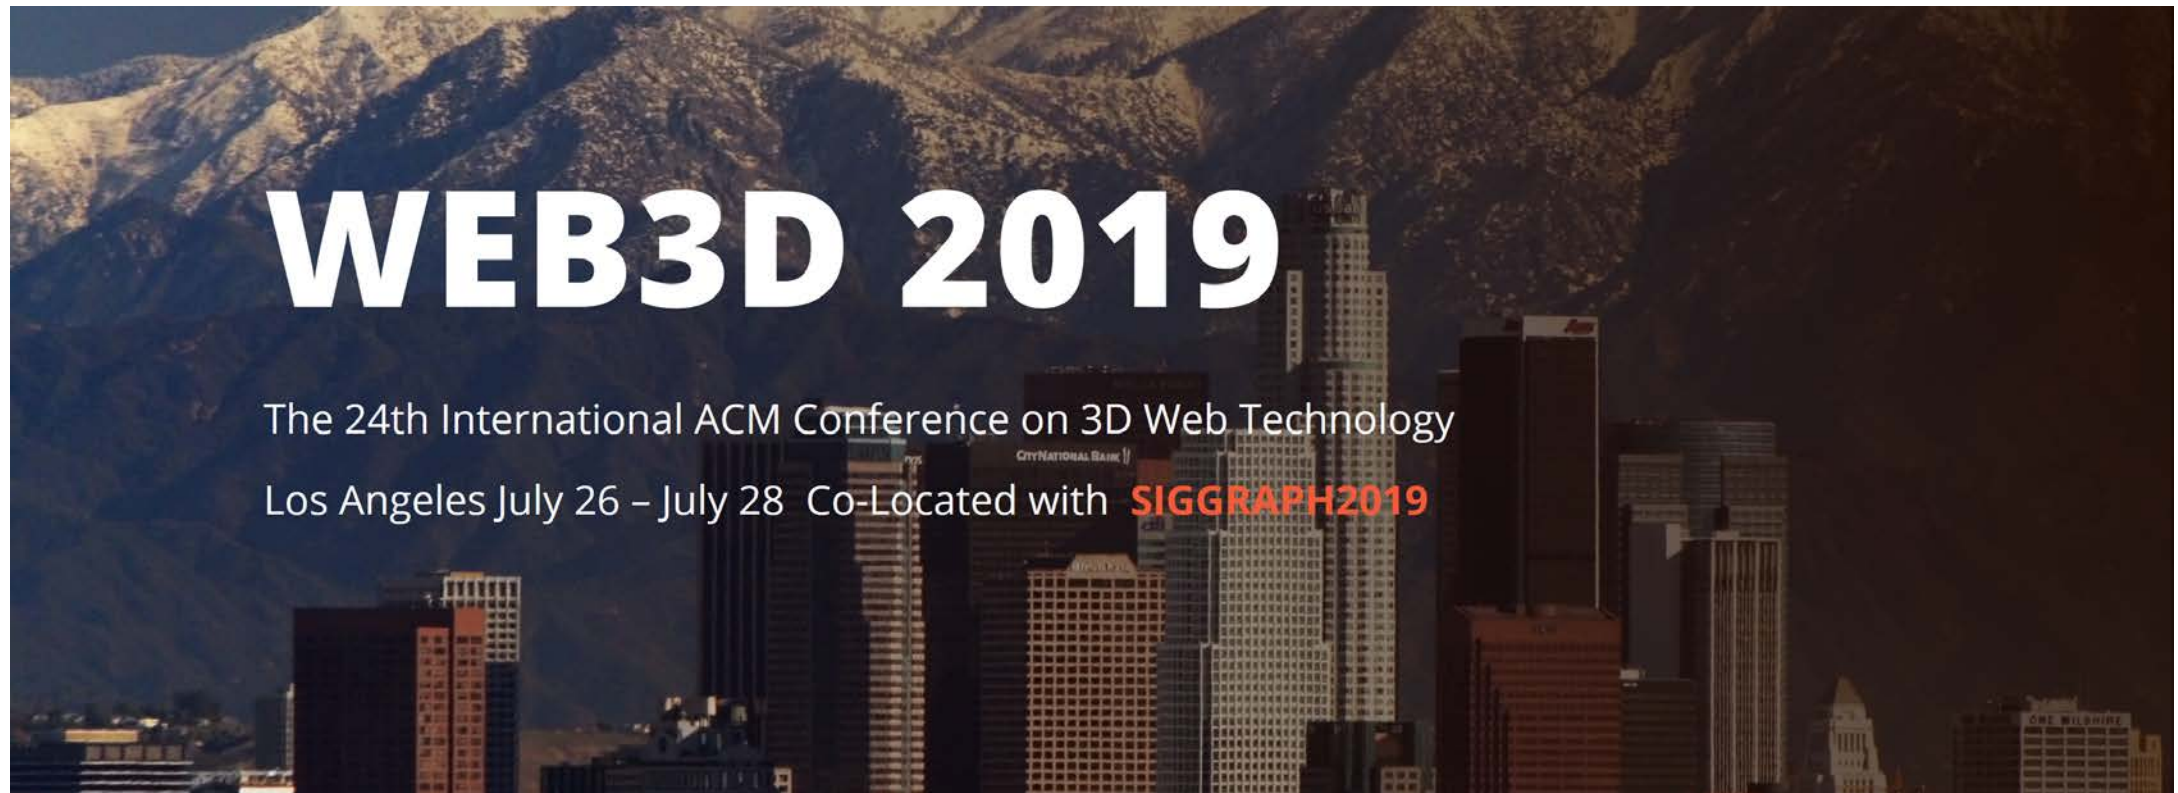 WEB3D 2019
The 24th International ACM Conference on 3D Web Technology
CITY NATIONAL BANK
Los Angeles July 26 – July 28 Co-Located with SIGGRAPH2019
citi
ONE WILSHIRE